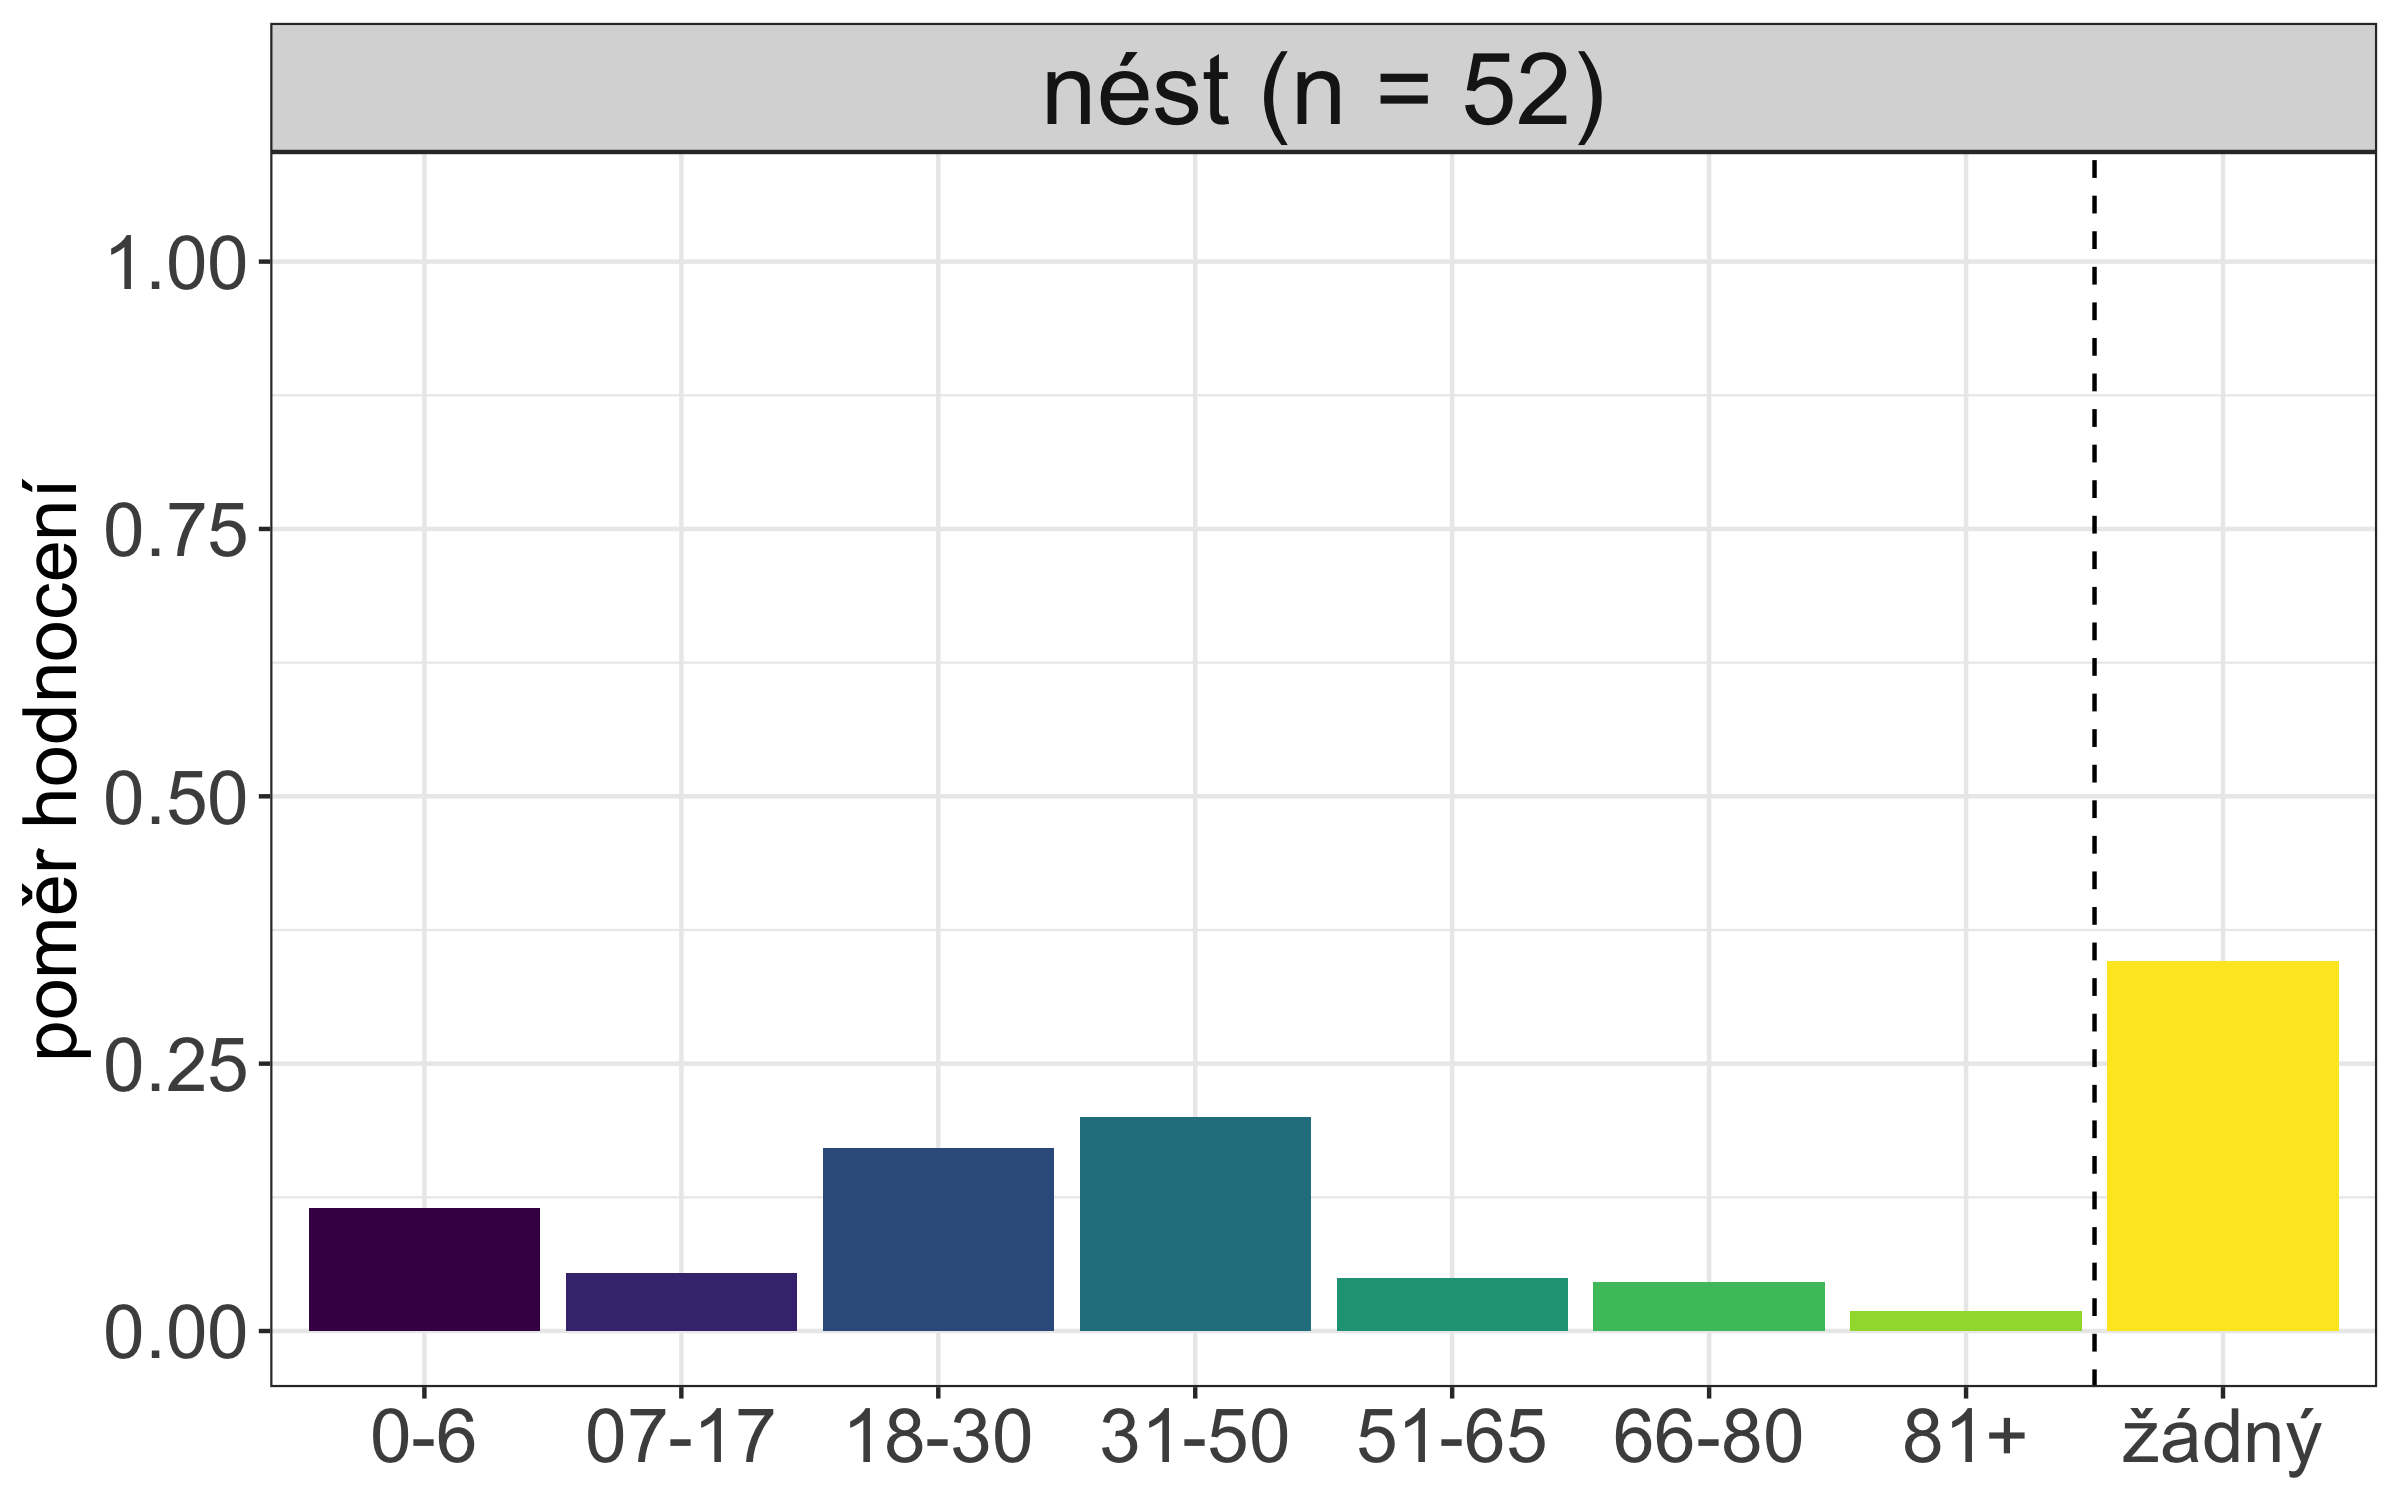 nést (n = 52)
poměr hodnocení
1.00
0.75
0.50
0.25
0.00
0-6 07-17 18-30 31-50 51-65 66-80 81+ žádný